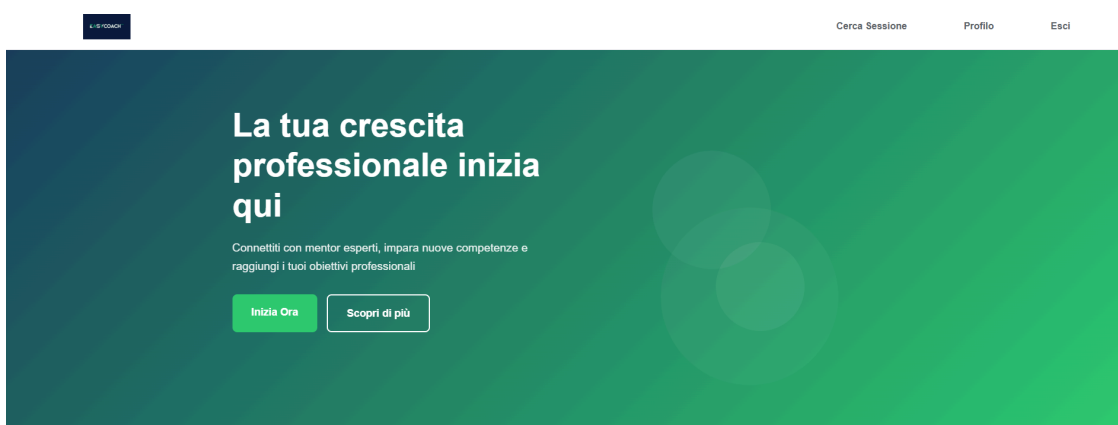 Cerca Sessione Profilo Esci
La tua crescita
professionale inizia
qui
Connettiti con mentor esperti, impara nuove competenze e
raggiungi i tuoi obiettivi professionali
Inizia Ora Scopri di più